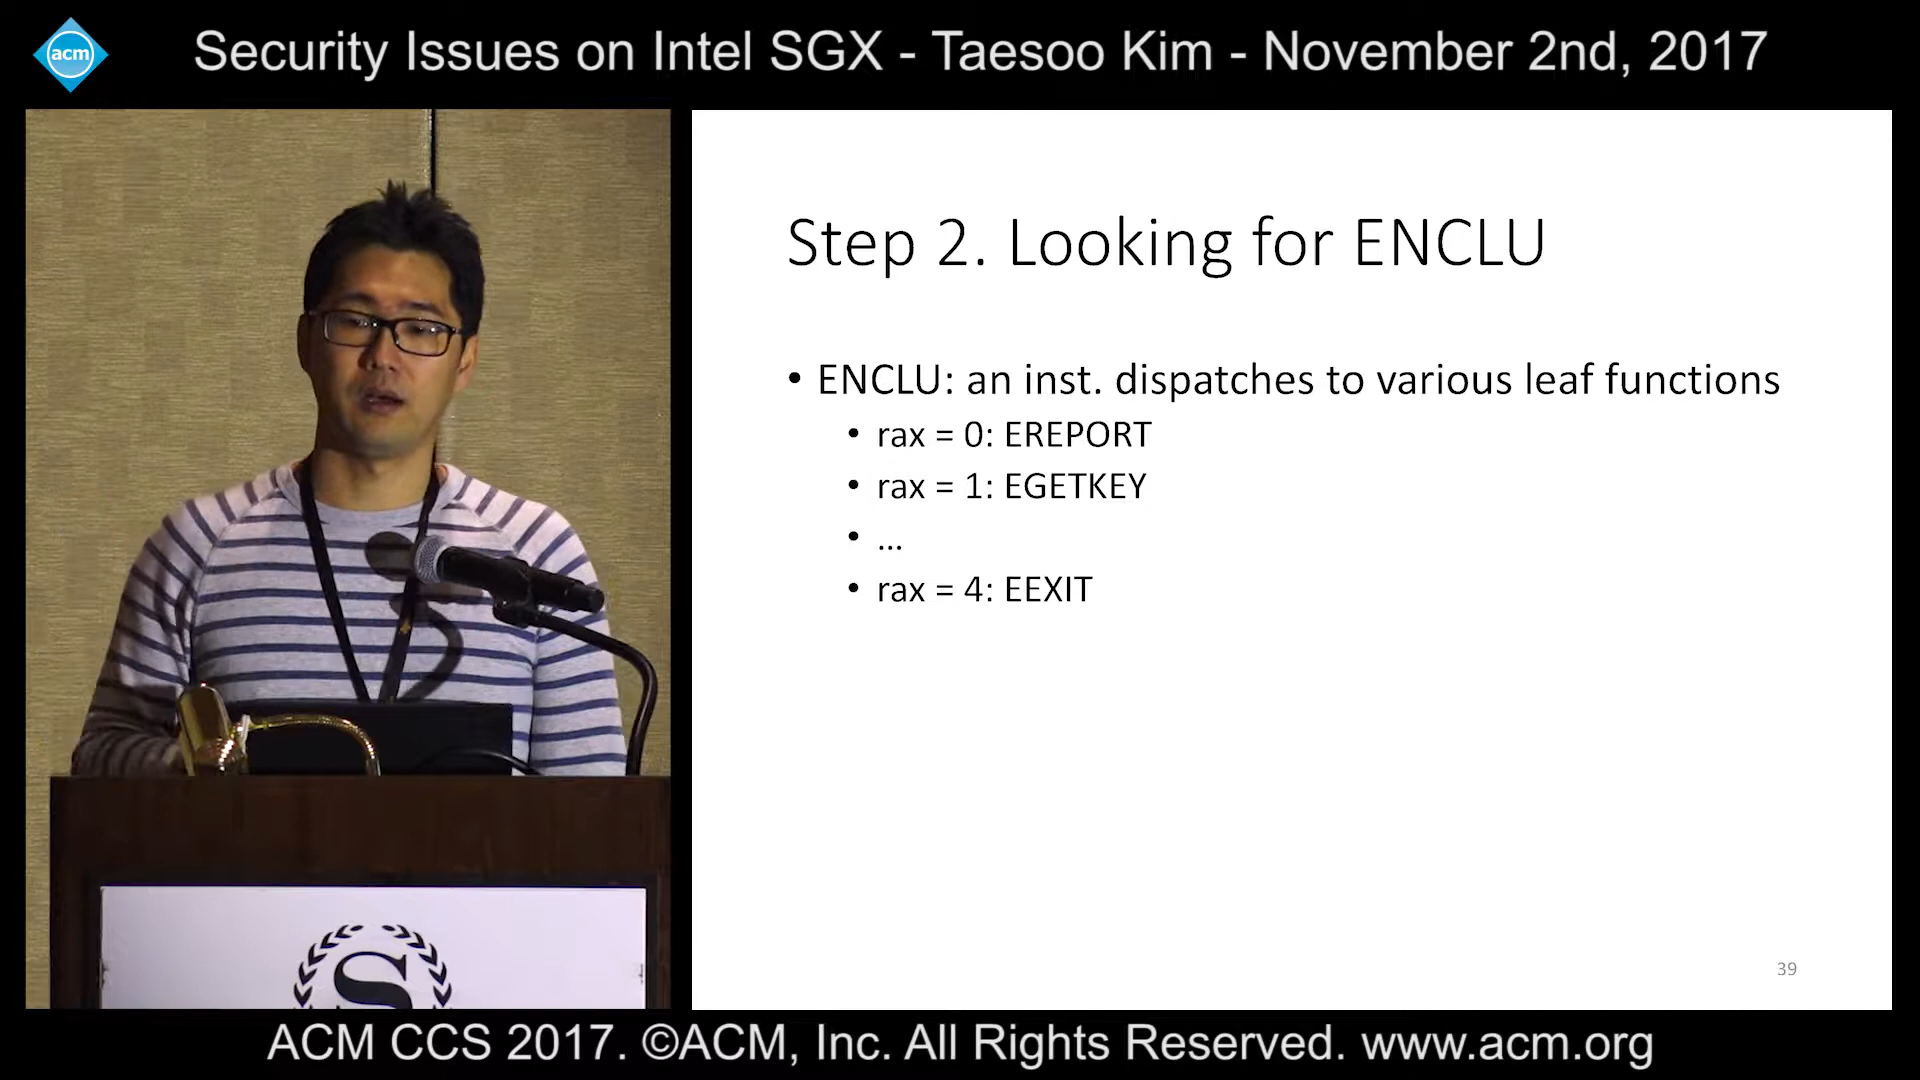 acm
Security Issues on Intel SGX - Taesoo Kim - November 2nd, 2017
Step 2. Looking for ENCLU
• ENCLU: an inst. dispatches to various leaf functions
• rax = 0: EREPORT
• rax = 1: EGETKEY
• ...
• rax = 4: EEXIT
39
S
ACM CCS 2017. ©ACM, Inc. All Rights Reserved. www.acm.org